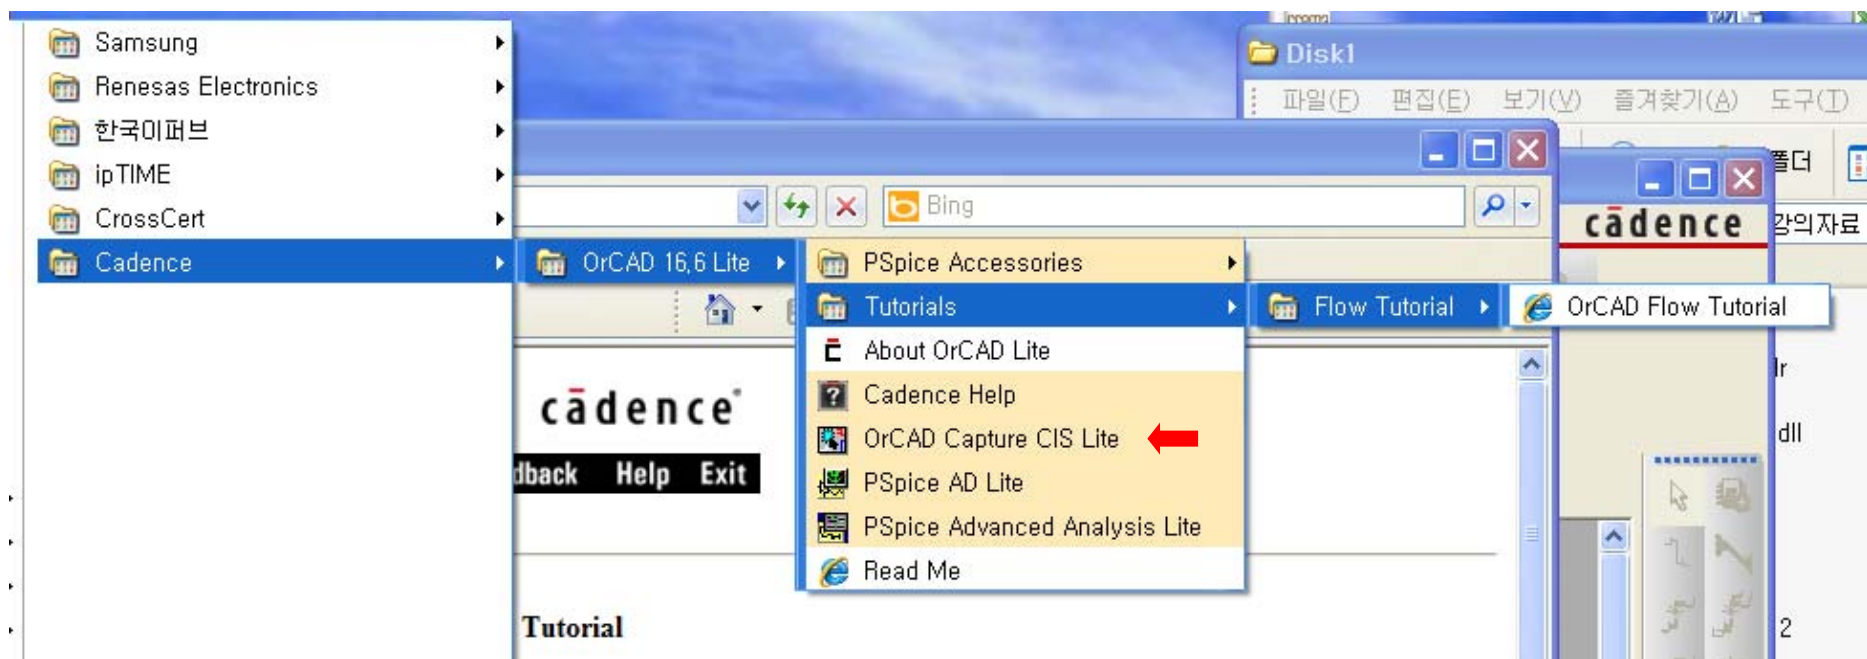 Samsung
Renesas Electronics
한국이퍼브
ipTIME
CrossCert
Cadence
OrCAD 16,6 Lite
PSpice Accessories
Tutorials
About OrCAD Lite
Cadence Help
OrCAD Capture CIS Lite
PSpice AD Lite
PSpice Advanced Analysis Lite
Read Me
Flow Tutorial
OrCAD Flow Tutorial
Disk1
파일(F) 편집(E) 보기(V) 즐겨찾기(A) 도구(T)
폴더
Bing
cādence
강의자료
cādence
dback Help Exit
Tutorial
lr
dll
2